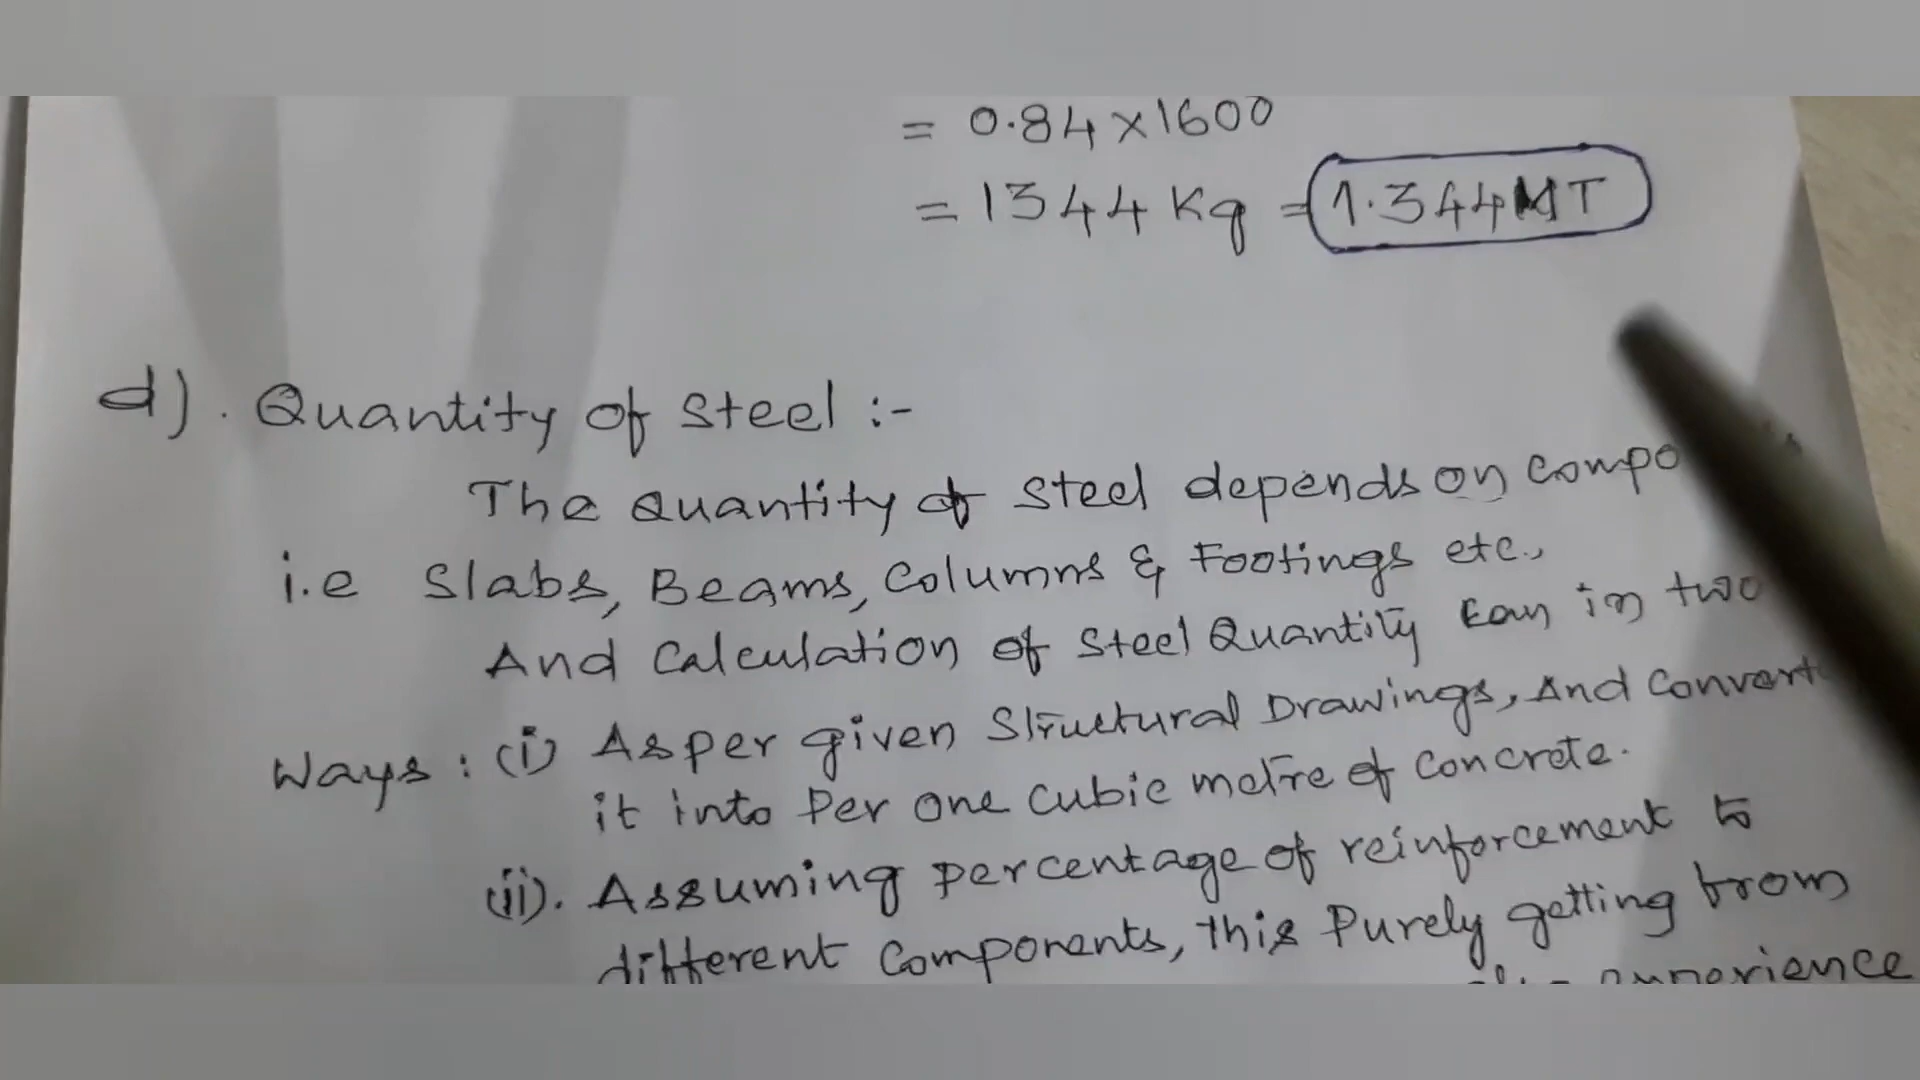 = 0.84 x 1600
= 1344 Kg = 1.344 MT
d). Quantity of Steel :-
The Quantity of Steel depends on
i.e Slabs, Beams, Columns & Footings etc.,
And Calculation of Steel Quantity Can in two
Ways : (i) As per given Structural Drawings, And
it into Per one cubic metre of Concrete.
(ii). Assuming percentage of reinforcement to
different Components, this Purely getting from
experience